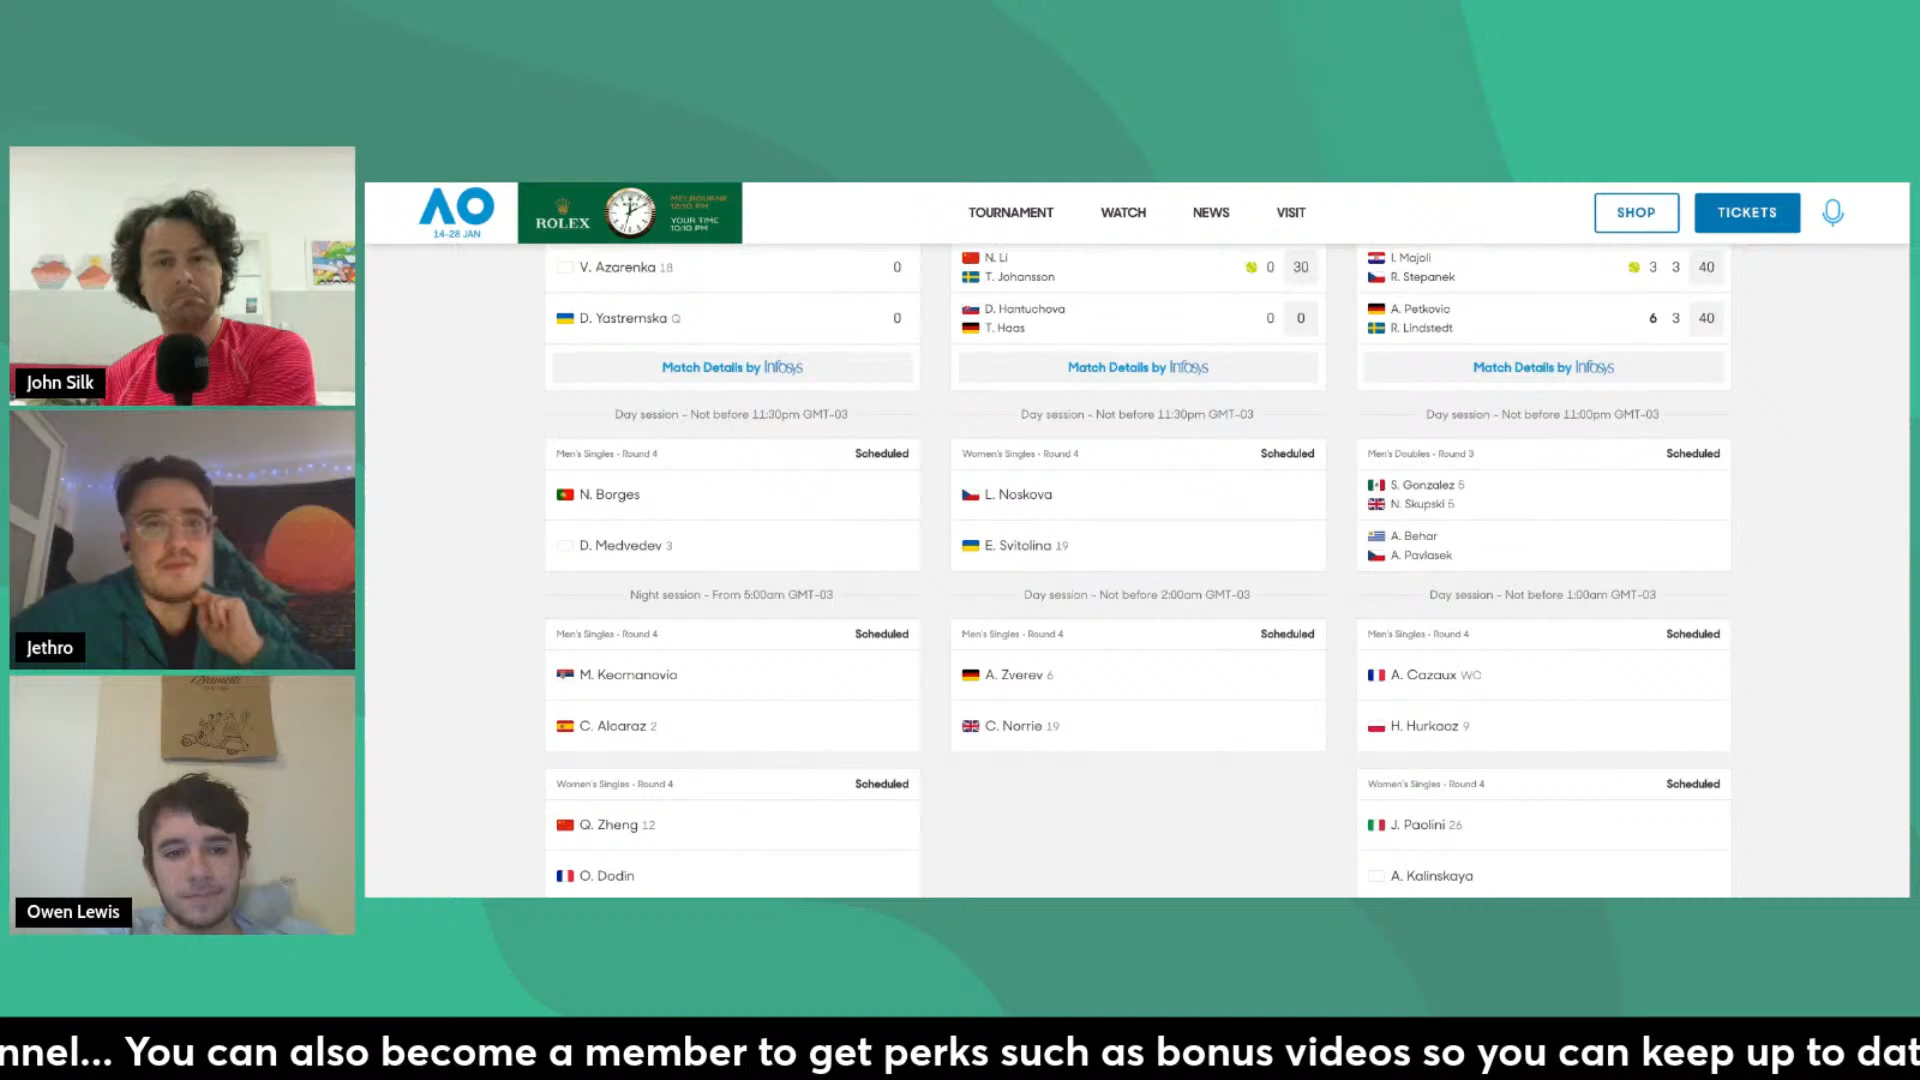 AO
14-28 JAN
ROLEX
MELBOURNE
12:10 PM
YOUR TIME
10:10 PM
TOURNAMENT
WATCH
NEWS
VISIT
SHOP
TICKETS
V. Azarenka 18 0
D. Yastremska Q 0
Match Details by Infosys
N. Li
T. Johansson
0 30
D. Hantuchova
T. Haas
0 0
Match Details by Infosys
I. Majoli
R. Stepanek
3 3 40
A. Petkovic
R. Lindstedt
6 3 40
Match Details by Infosys
Day session - Not before 11:30pm GMT-03
Men's Singles - Round 4 Scheduled
N. Borges
D. Medvedev 3
Day session - Not before 11:30pm GMT-03
Women's Singles - Round 4 Scheduled
L. Noskova
E. Svitolina 19
Day session - Not before 11:00pm GMT-03
Men's Doubles - Round 3 Scheduled
S. Gonzalez 5
N. Skupski 5
A. Behar
A. Pavlasek
Night session - From 5:00am GMT-03
Men's Singles - Round 4 Scheduled
M. Kecmanovic
C. Alcaraz 2
Day session - Not before 2:00am GMT-03
Men's Singles - Round 4 Scheduled
A. Zverev 6
C. Norrie 19
Day session - Not before 1:00am GMT-03
Men's Singles - Round 4 Scheduled
A. Cazaux WC
H. Hurkacz 9
Women's Singles - Round 4 Scheduled
Q. Zheng 12
O. Dodin
Women's Singles - Round 4 Scheduled
J. Paolini 26
A. Kalinskaya
John Silk
Jethro
Owen Lewis
nnel... You can also become a member to get perks such as bonus videos so you can keep up to dat